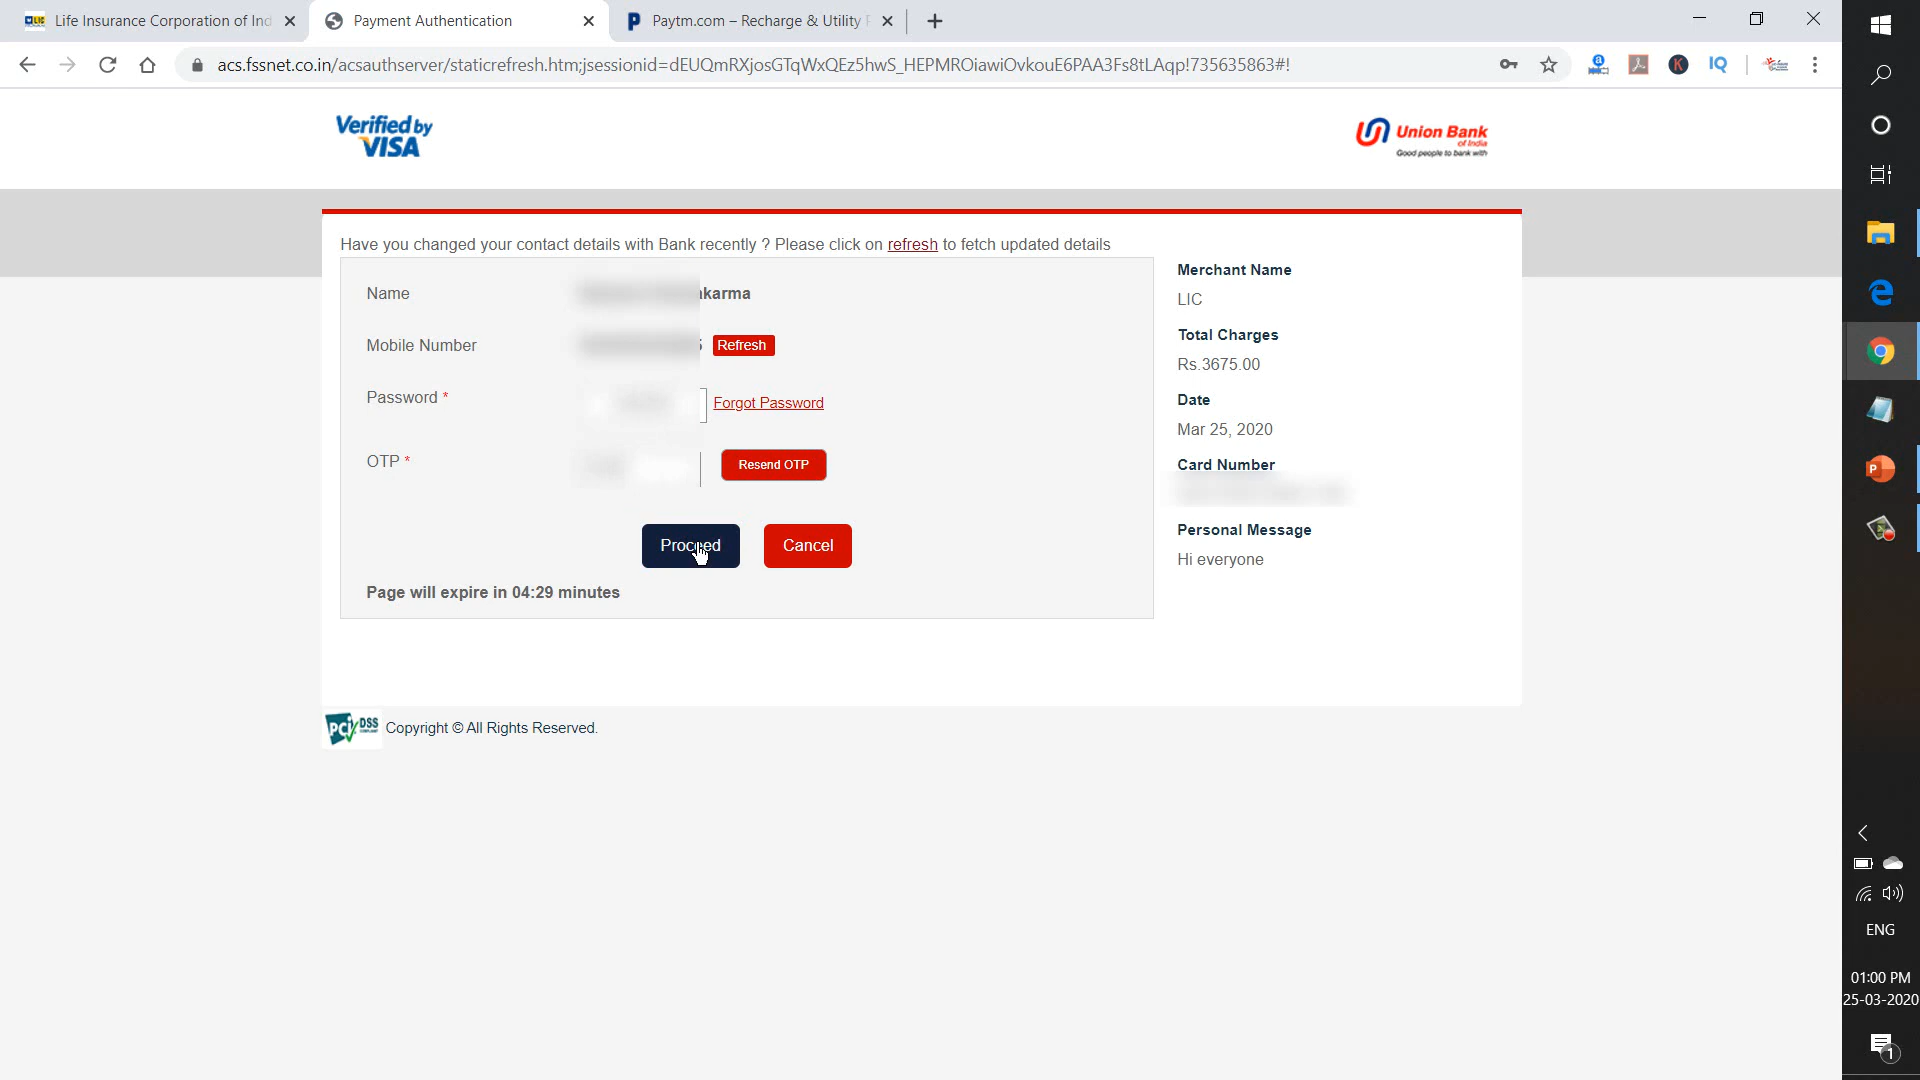 Life Insurance Corporation of Ind
Payment Authentication
Paytm.com – Recharge & Utility
acs.fssnet.co.in/acsauthserver/staticrefresh.htm;jsessionid=dEUQmRXjosGTqWxQEz5hwS_HEPMROiawiOvkouE6PAA3Fs8tLAqp!735635863#!
Verified by
VISA
Union Bank
of India
Good people to bank with
Have you changed your contact details with Bank recently ? Please click on refresh to fetch updated details
Name karma
Mobile Number Refresh
Password * Forgot Password
OTP * Resend OTP
Proceed Cancel
Page will expire in 04:29 minutes
Merchant Name
LIC
Total Charges
Rs.3675.00
Date
Mar 25, 2020
Card Number
Personal Message
Hi everyone
PCI DSS
Copyright © All Rights Reserved.
ENG
01:00 PM
25-03-2020
1